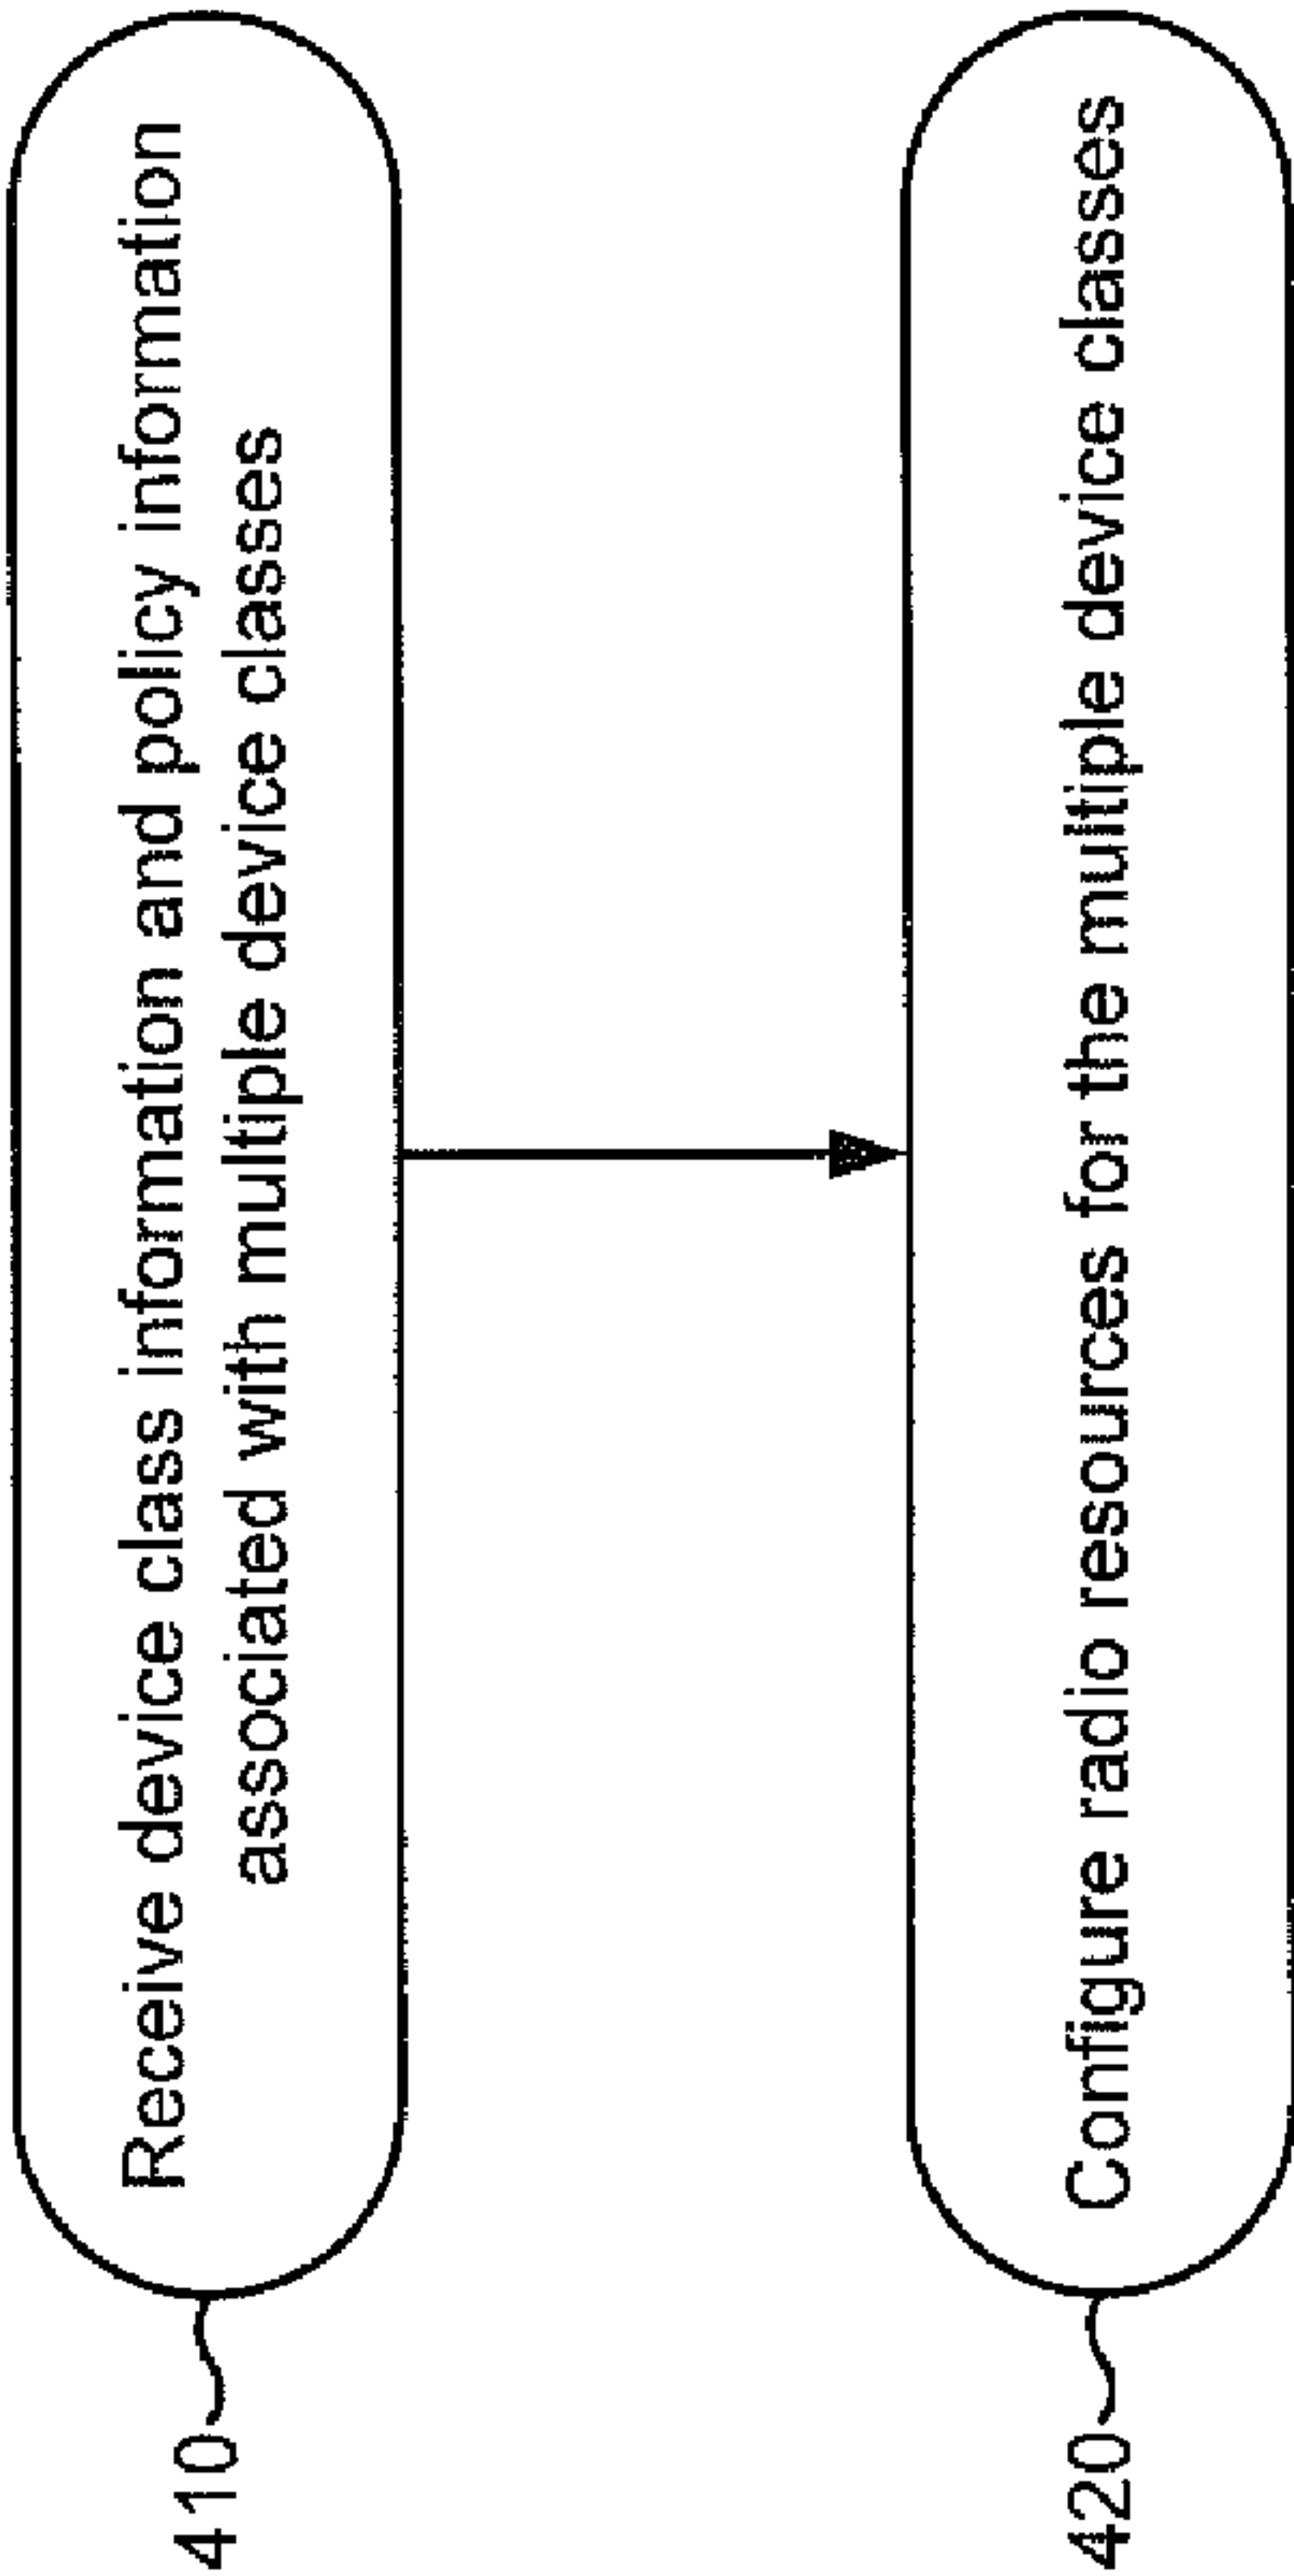 410
Receive device class information and policy information
associated with multiple device classes
420
Configure radio resources for the multiple device classes